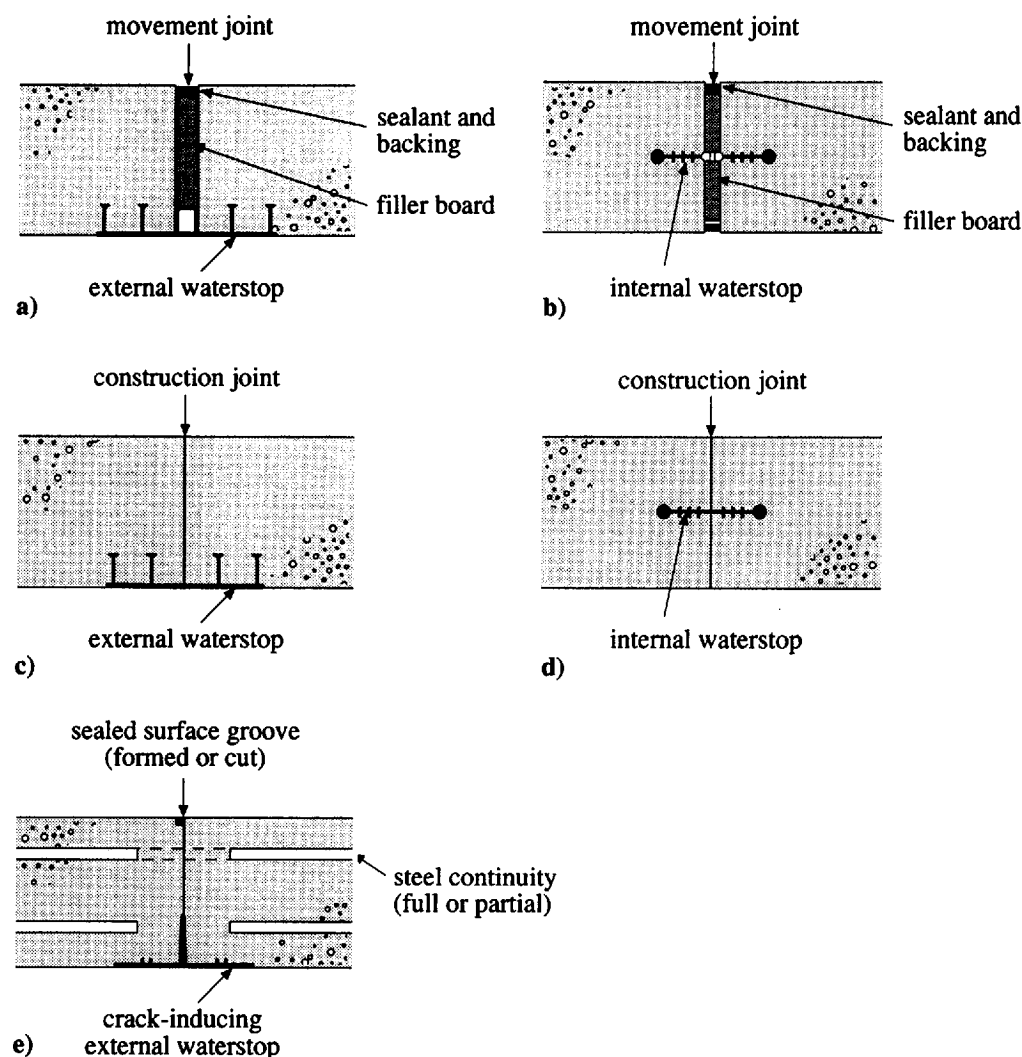 movement joint
sealant and
backing
filler board
external waterstop
a)
movement joint
sealant and
backing
filler board
internal waterstop
b)
construction joint
external waterstop
c)
construction joint
internal waterstop
d)
sealed surface groove
(formed or cut)
steel continuity
(full or partial)
crack-inducing
external waterstop
e)